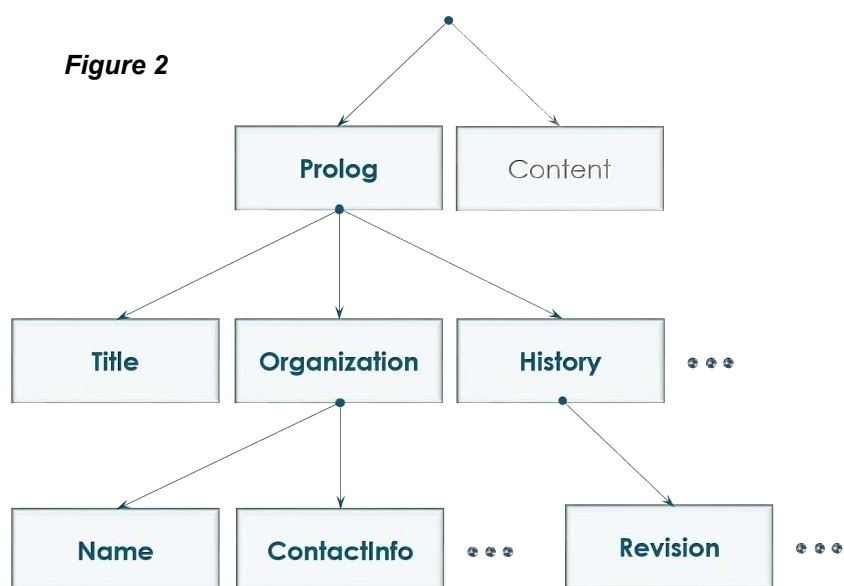 Figure 2
Prolog
Content
Title
Organization
History
Name
ContactInfo
Revision